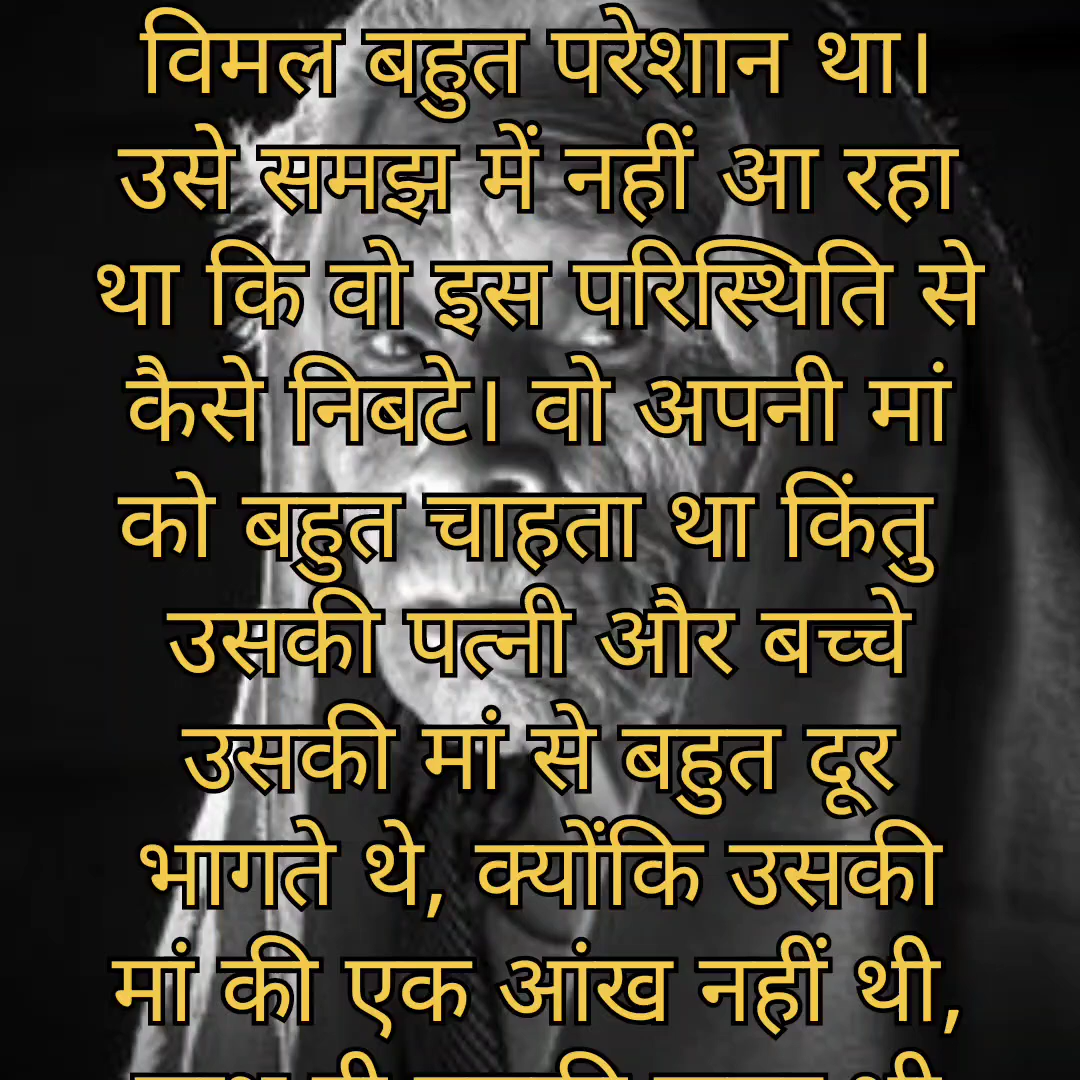 विमल बहुत परेशान था।
उसे समझ में नहीं आ रहा
था कि वो इस परिस्थिति से
कैसे निबटे। वो अपनी मां
को बहुत चाहता था किंतु
उसकी पत्नी और बच्चे
उसकी मां से बहुत दूर
भागते थे, क्योंकि उसकी
मां की एक आंख नहीं थी,